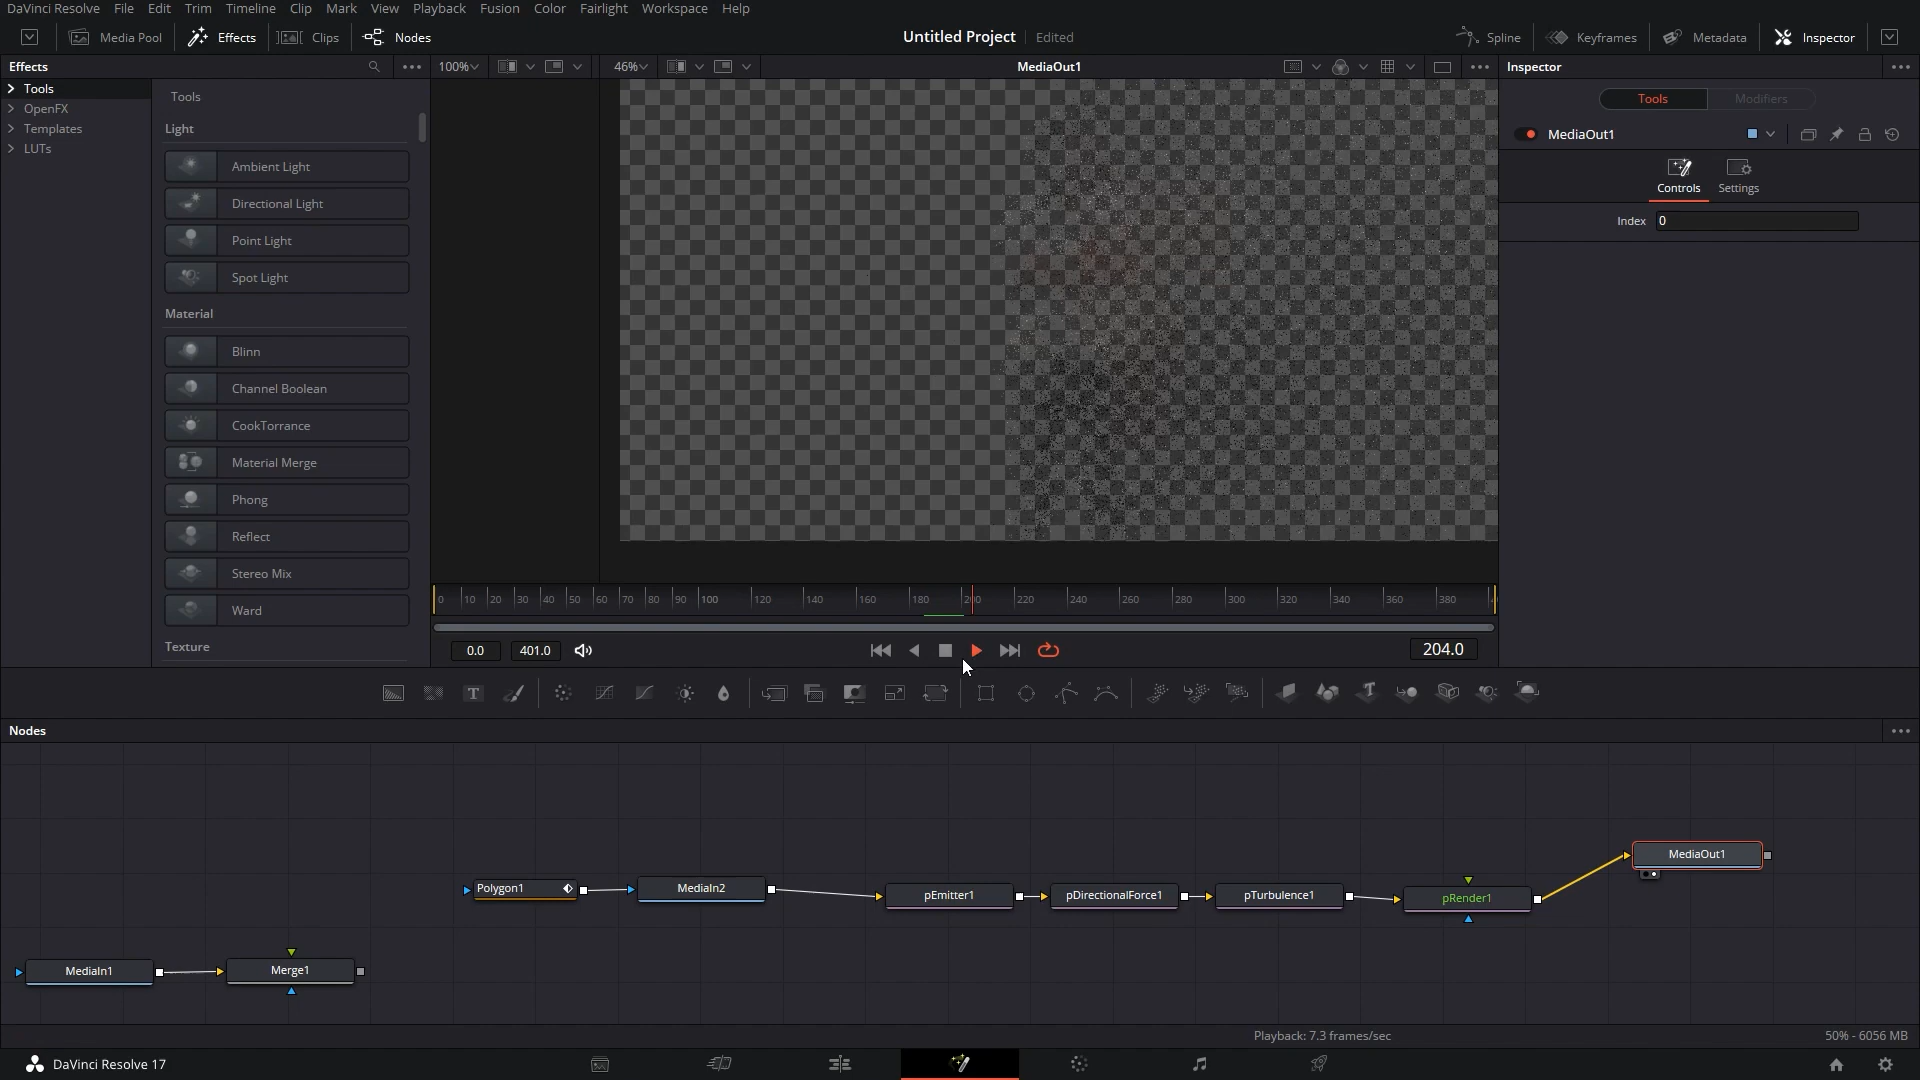 DaVinci Resolve File Edit Trim Timeline Clip Mark View Playback Fusion Color Fairlight Workspace Help
Media Pool Effects Clips Nodes Untitled Project Edited Spline Keyframes Metadata Inspector
Effects 100% 46% MediaOut1 Inspector
Tools
OpenFX
Templates
LUTs
Tools
Light
Ambient Light
Directional Light
Point Light
Spot Light
Material
Blinn
Channel Boolean
CookTorrance
Material Merge
Phong
Reflect
Stereo Mix
Ward
Texture
Tools Modifiers
MediaOut1
Controls Settings
Index 0
0 10 20 30 40 50 60 70 80 90 100 120 140 160 180 200 220 240 260 280 300 320 340 360 380
0.0 401.0 204.0
Nodes
MediaOut1
Polygon1 MediaIn2 pEmitter1 pDirectionalForce1 pTurbulence1 pRender1
MediaIn1 Merge1
Playback: 7.3 frames/sec 50% - 6056 MB
DaVinci Resolve 17